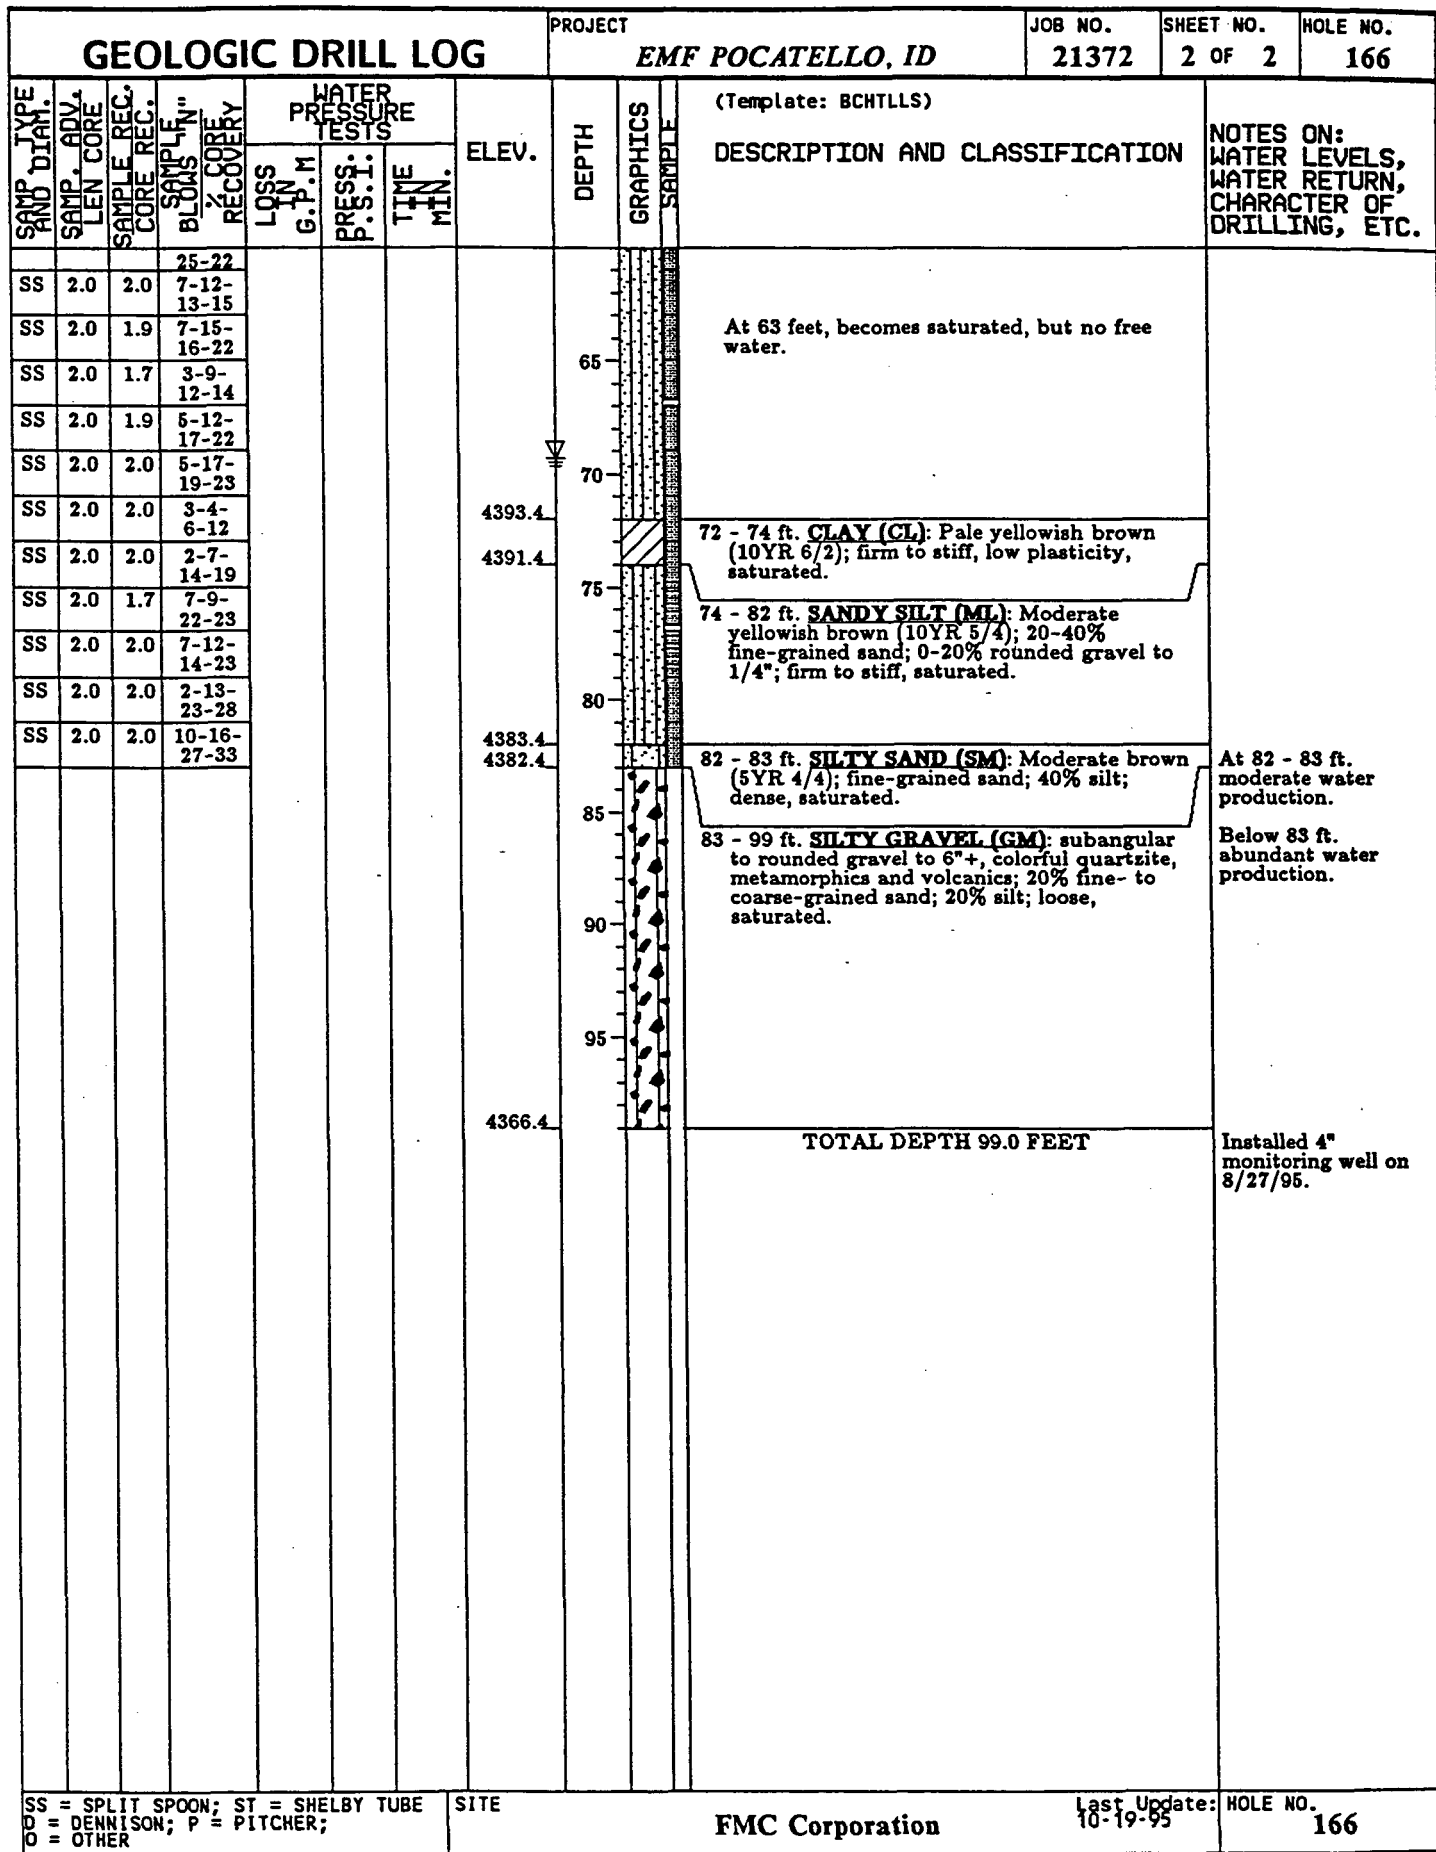 GEOLOGIC DRILL LOG
PROJECT
EMF POCATELLO, ID
JOB NO.
21372
SHEET NO.
2 OF 2
HOLE NO.
166
SAMP. TYPE
AND DIAM.
SAMP. ADV.
LEN CORE
SAMPLE REC.
CORE REC.
SAMPLE
BLOWS "N"
% CORE
RECOVERY
WATER
PRESSURE
TESTS
LOSS
IN
G.P.M
PRESS.
P.S.I.
TIME
IN
MIN.
ELEV.
DEPTH
GRAPHICS
SAMPLE
(Template: BCHTLLS)
DESCRIPTION AND CLASSIFICATION
NOTES ON:
WATER LEVELS,
WATER RETURN,
CHARACTER OF
DRILLING, ETC.
25-22
SS 2.0 2.0 7-12-
13-15
SS 2.0 1.9 7-15-
16-22
At 63 feet, becomes saturated, but no free
water.
65
SS 2.0 1.7 3-9-
12-14
SS 2.0 1.9 5-12-
17-22
SS 2.0 2.0 5-17-
19-23
70
SS 2.0 2.0 3-4-
6-12
4393.4
72 - 74 ft. CLAY (CL): Pale yellowish brown
(10YR 6/2); firm to stiff, low plasticity,
saturated.
SS 2.0 2.0 2-7-
14-19
4391.4
75
SS 2.0 1.7 7-9-
22-23
74 - 82 ft. SANDY SILT (ML): Moderate
yellowish brown (10YR 5/4); 20-40%
fine-grained sand; 0-20% rounded gravel to
1/4"; firm to stiff, saturated.
SS 2.0 2.0 7-12-
14-23
SS 2.0 2.0 2-13-
23-28
80
SS 2.0 2.0 10-16-
27-33
4383.4
4382.4
82 - 83 ft. SILTY SAND (SM): Moderate brown
(5YR 4/4); fine-grained sand; 40% silt;
dense, saturated.
At 82 - 83 ft.
moderate water
production.
85
83 - 99 ft. SILTY GRAVEL (GM): subangular
to rounded gravel to 6"+, colorful quartzite,
metamorphics and volcanics; 20% fine- to
coarse-grained sand; 20% silt; loose,
saturated.
Below 83 ft.
abundant water
production.
90
95
4366.4
TOTAL DEPTH 99.0 FEET
Installed 4"
monitoring well on
8/27/95.
SS = SPLIT SPOON; ST = SHELBY TUBE
D = DENNISON; P = PITCHER;
O = OTHER
SITE
FMC Corporation
Last Update:
10-19-95
HOLE NO.
166